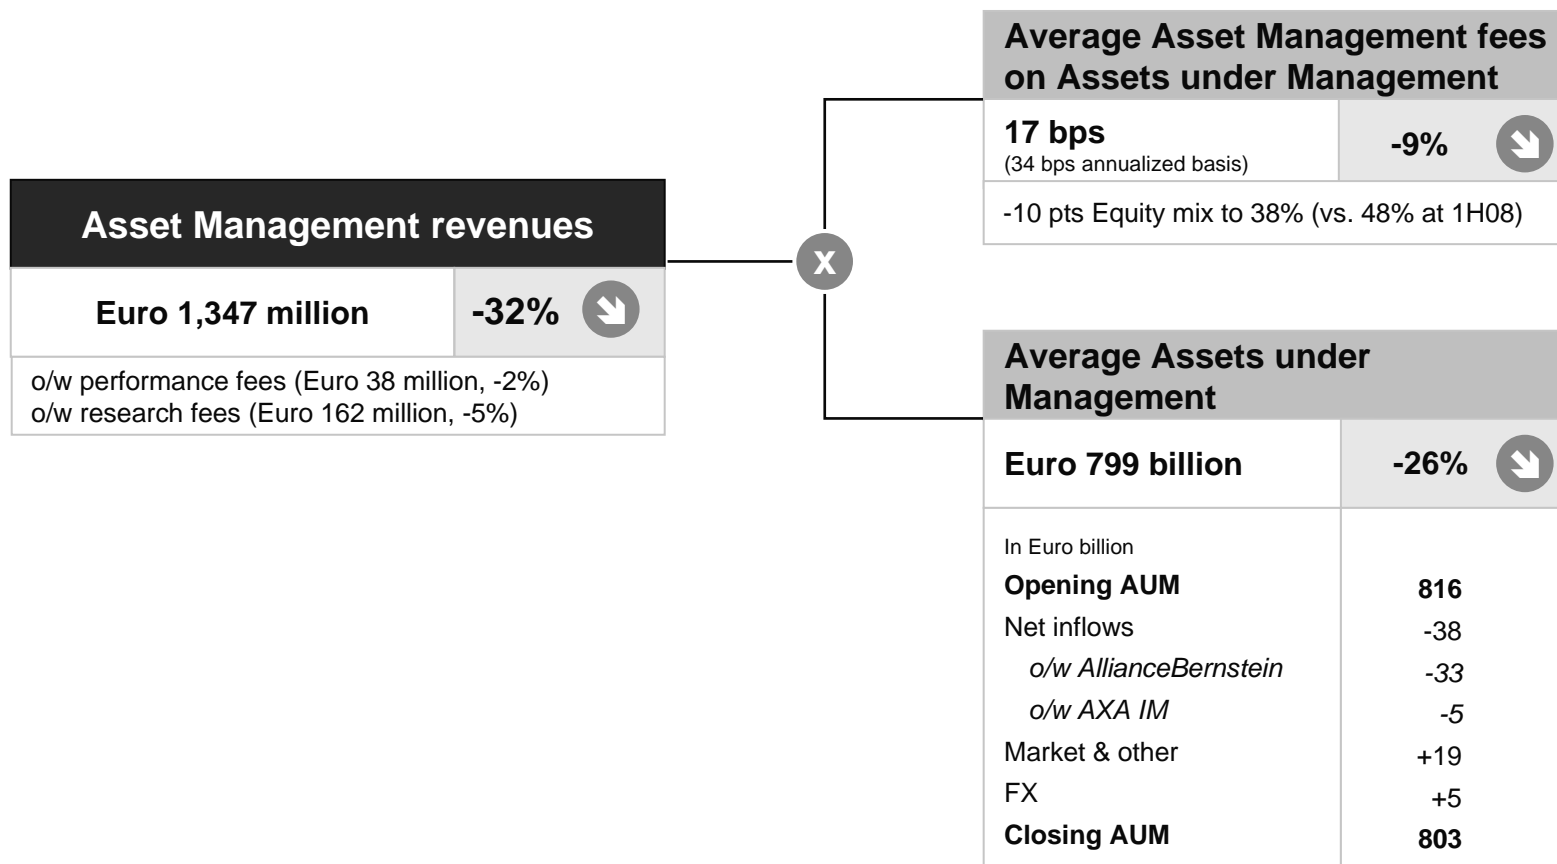 Asset Management revenues
Euro 1,347 million -32%
o/w performance fees (Euro 38 million, -2%)
o/w research fees (Euro 162 million, -5%)
X
Average Asset Management fees
on Assets under Management
17 bps
(34 bps annualized basis)
-9%
-10 pts Equity mix to 38% (vs. 48% at 1H08)
Average Assets under
Management
Euro 799 billion -26%
In Euro billion
Opening AUM 816
Net inflows -38
o/w AllianceBernstein -33
o/w AXA IM -5
Market & other +19
FX +5
Closing AUM 803